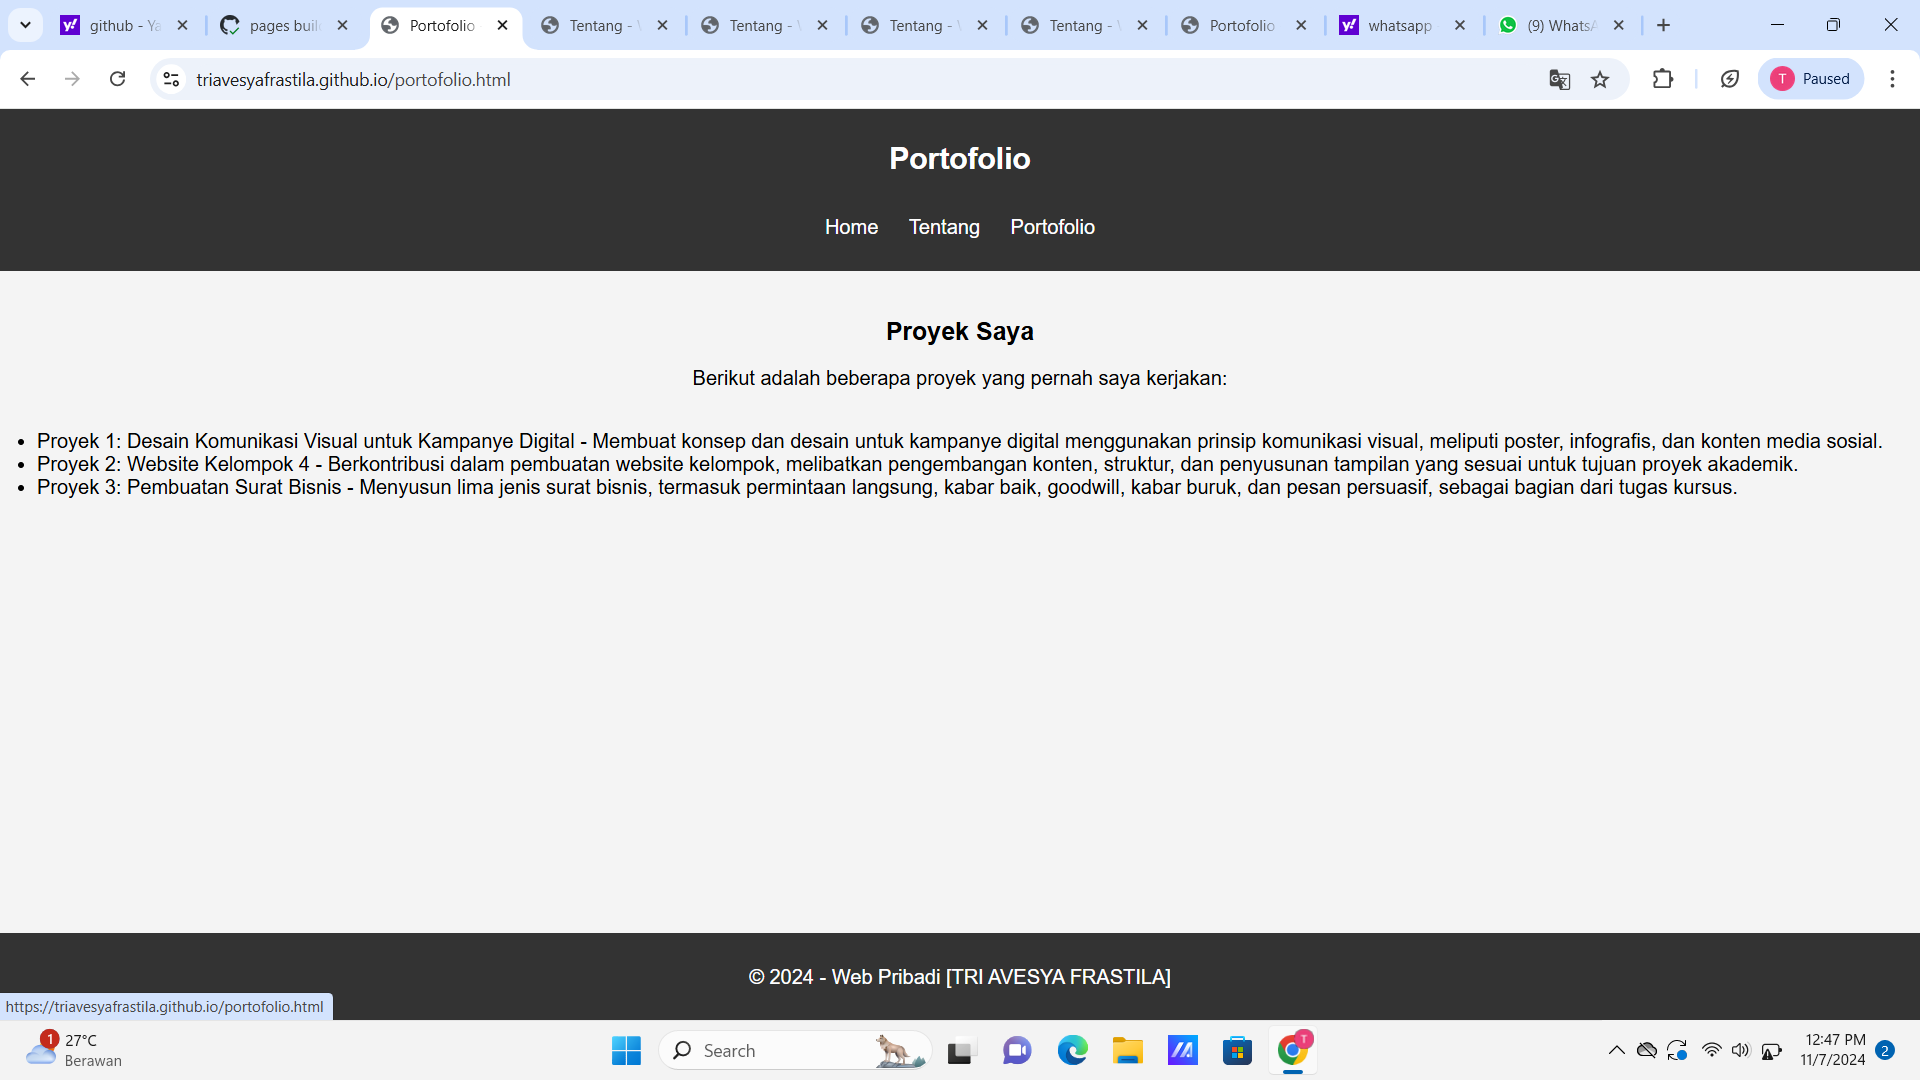 github - Ya
pages buil
Portofolio
Tentang -
Tentang -
Tentang -
Tentang -
Portofolio
whatsapp
(9) WhatsA
triavesyafrastila.github.io/portofolio.html
T
Paused
Portofolio
Home Tentang Portofolio
Proyek Saya
Berikut adalah beberapa proyek yang pernah saya kerjakan:
• Proyek 1: Desain Komunikasi Visual untuk Kampanye Digital - Membuat konsep dan desain untuk kampanye digital menggunakan prinsip komunikasi visual, meliputi poster, infografis, dan konten media sosial.
• Proyek 2: Website Kelompok 4 - Berkontribusi dalam pembuatan website kelompok, melibatkan pengembangan konten, struktur, dan penyusunan tampilan yang sesuai untuk tujuan proyek akademik.
• Proyek 3: Pembuatan Surat Bisnis - Menyusun lima jenis surat bisnis, termasuk permintaan langsung, kabar baik, goodwill, kabar buruk, dan pesan persuasif, sebagai bagian dari tugas kursus.
© 2024 - Web Pribadi [TRI AVESYA FRASTILA]
https://triavesyafrastila.github.io/portofolio.html
1
27°C
Berawan
Search
T
12:47 PM
11/7/2024
2